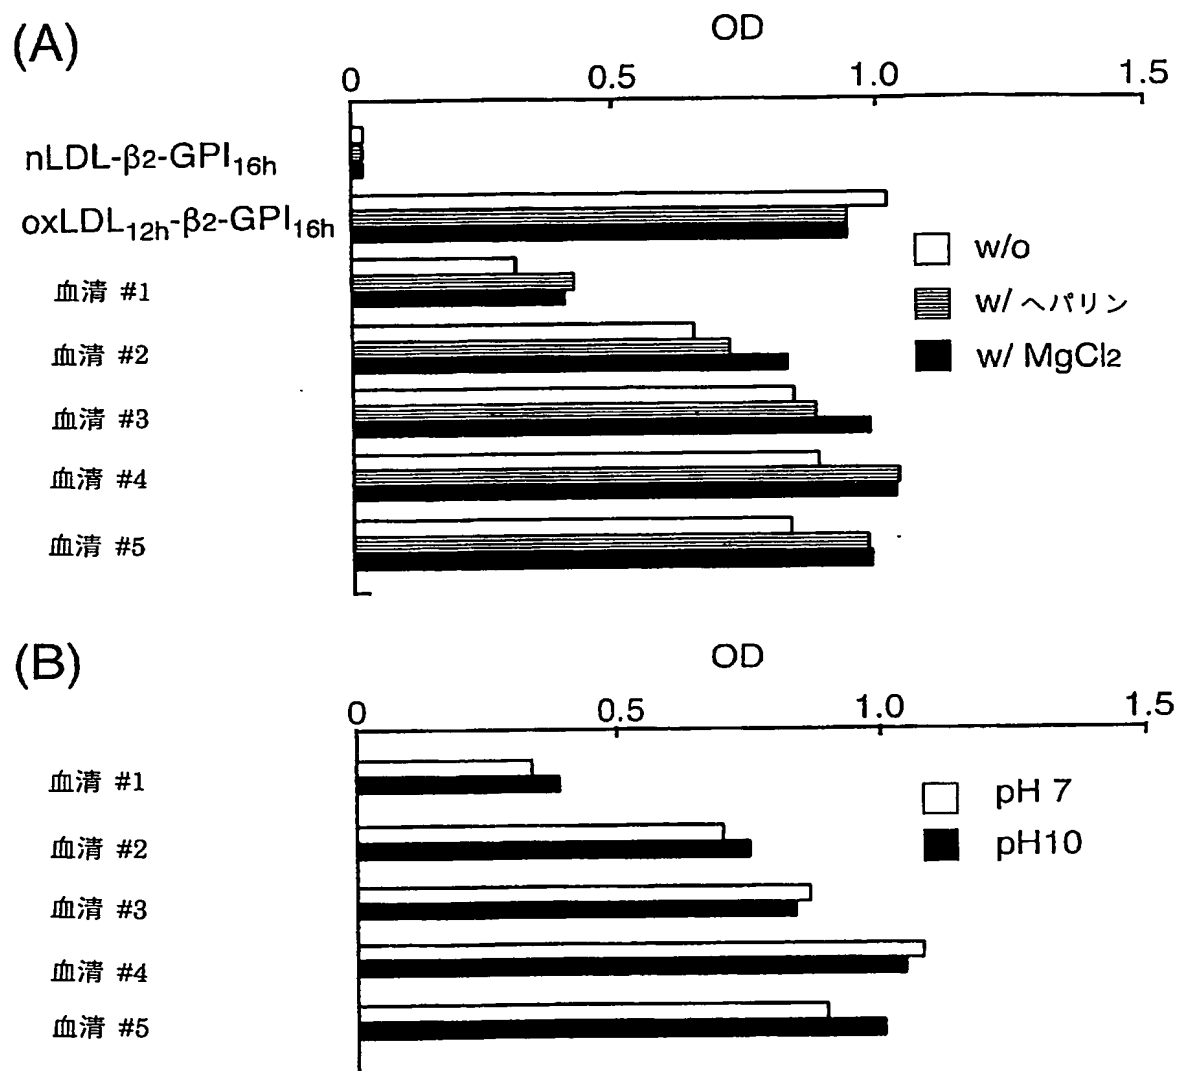 (A)
OD
0 0.5 1.0 1.5
nLDL-β2-GPI16h
oxLDL12h-β2-GPI16h
血清 #1
血清 #2
血清 #3
血清 #4
血清 #5
w/o
w/ ヘパリン
w/ MgCl2
(B)
OD
0 0.5 1.0 1.5
血清 #1
血清 #2
血清 #3
血清 #4
血清 #5
pH 7
pH10